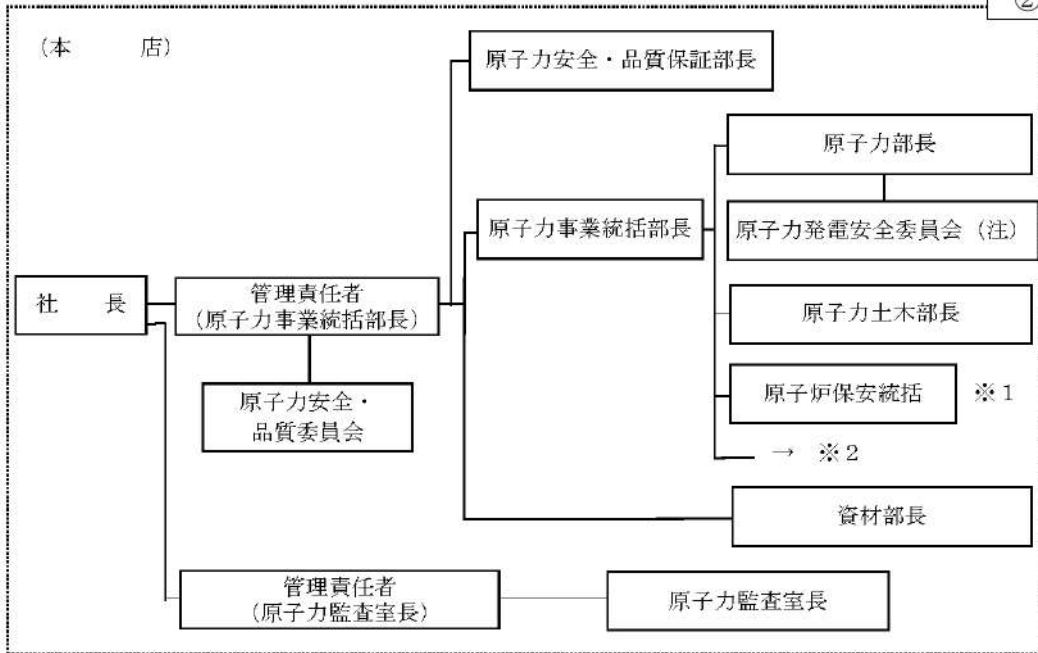 ②
(本　　店)
原子力安全・品質保証部長
原子力部長
原子力事業統括部長
原子力発電安全委員会（注）
社　　長
管理責任者
(原子力事業統括部長)
原子力土木部長
原子力安全・
品質委員会
原子炉保安統括
※１
→ ※２
資材部長
管理責任者
(原子力監査室長)
原子力監査室長